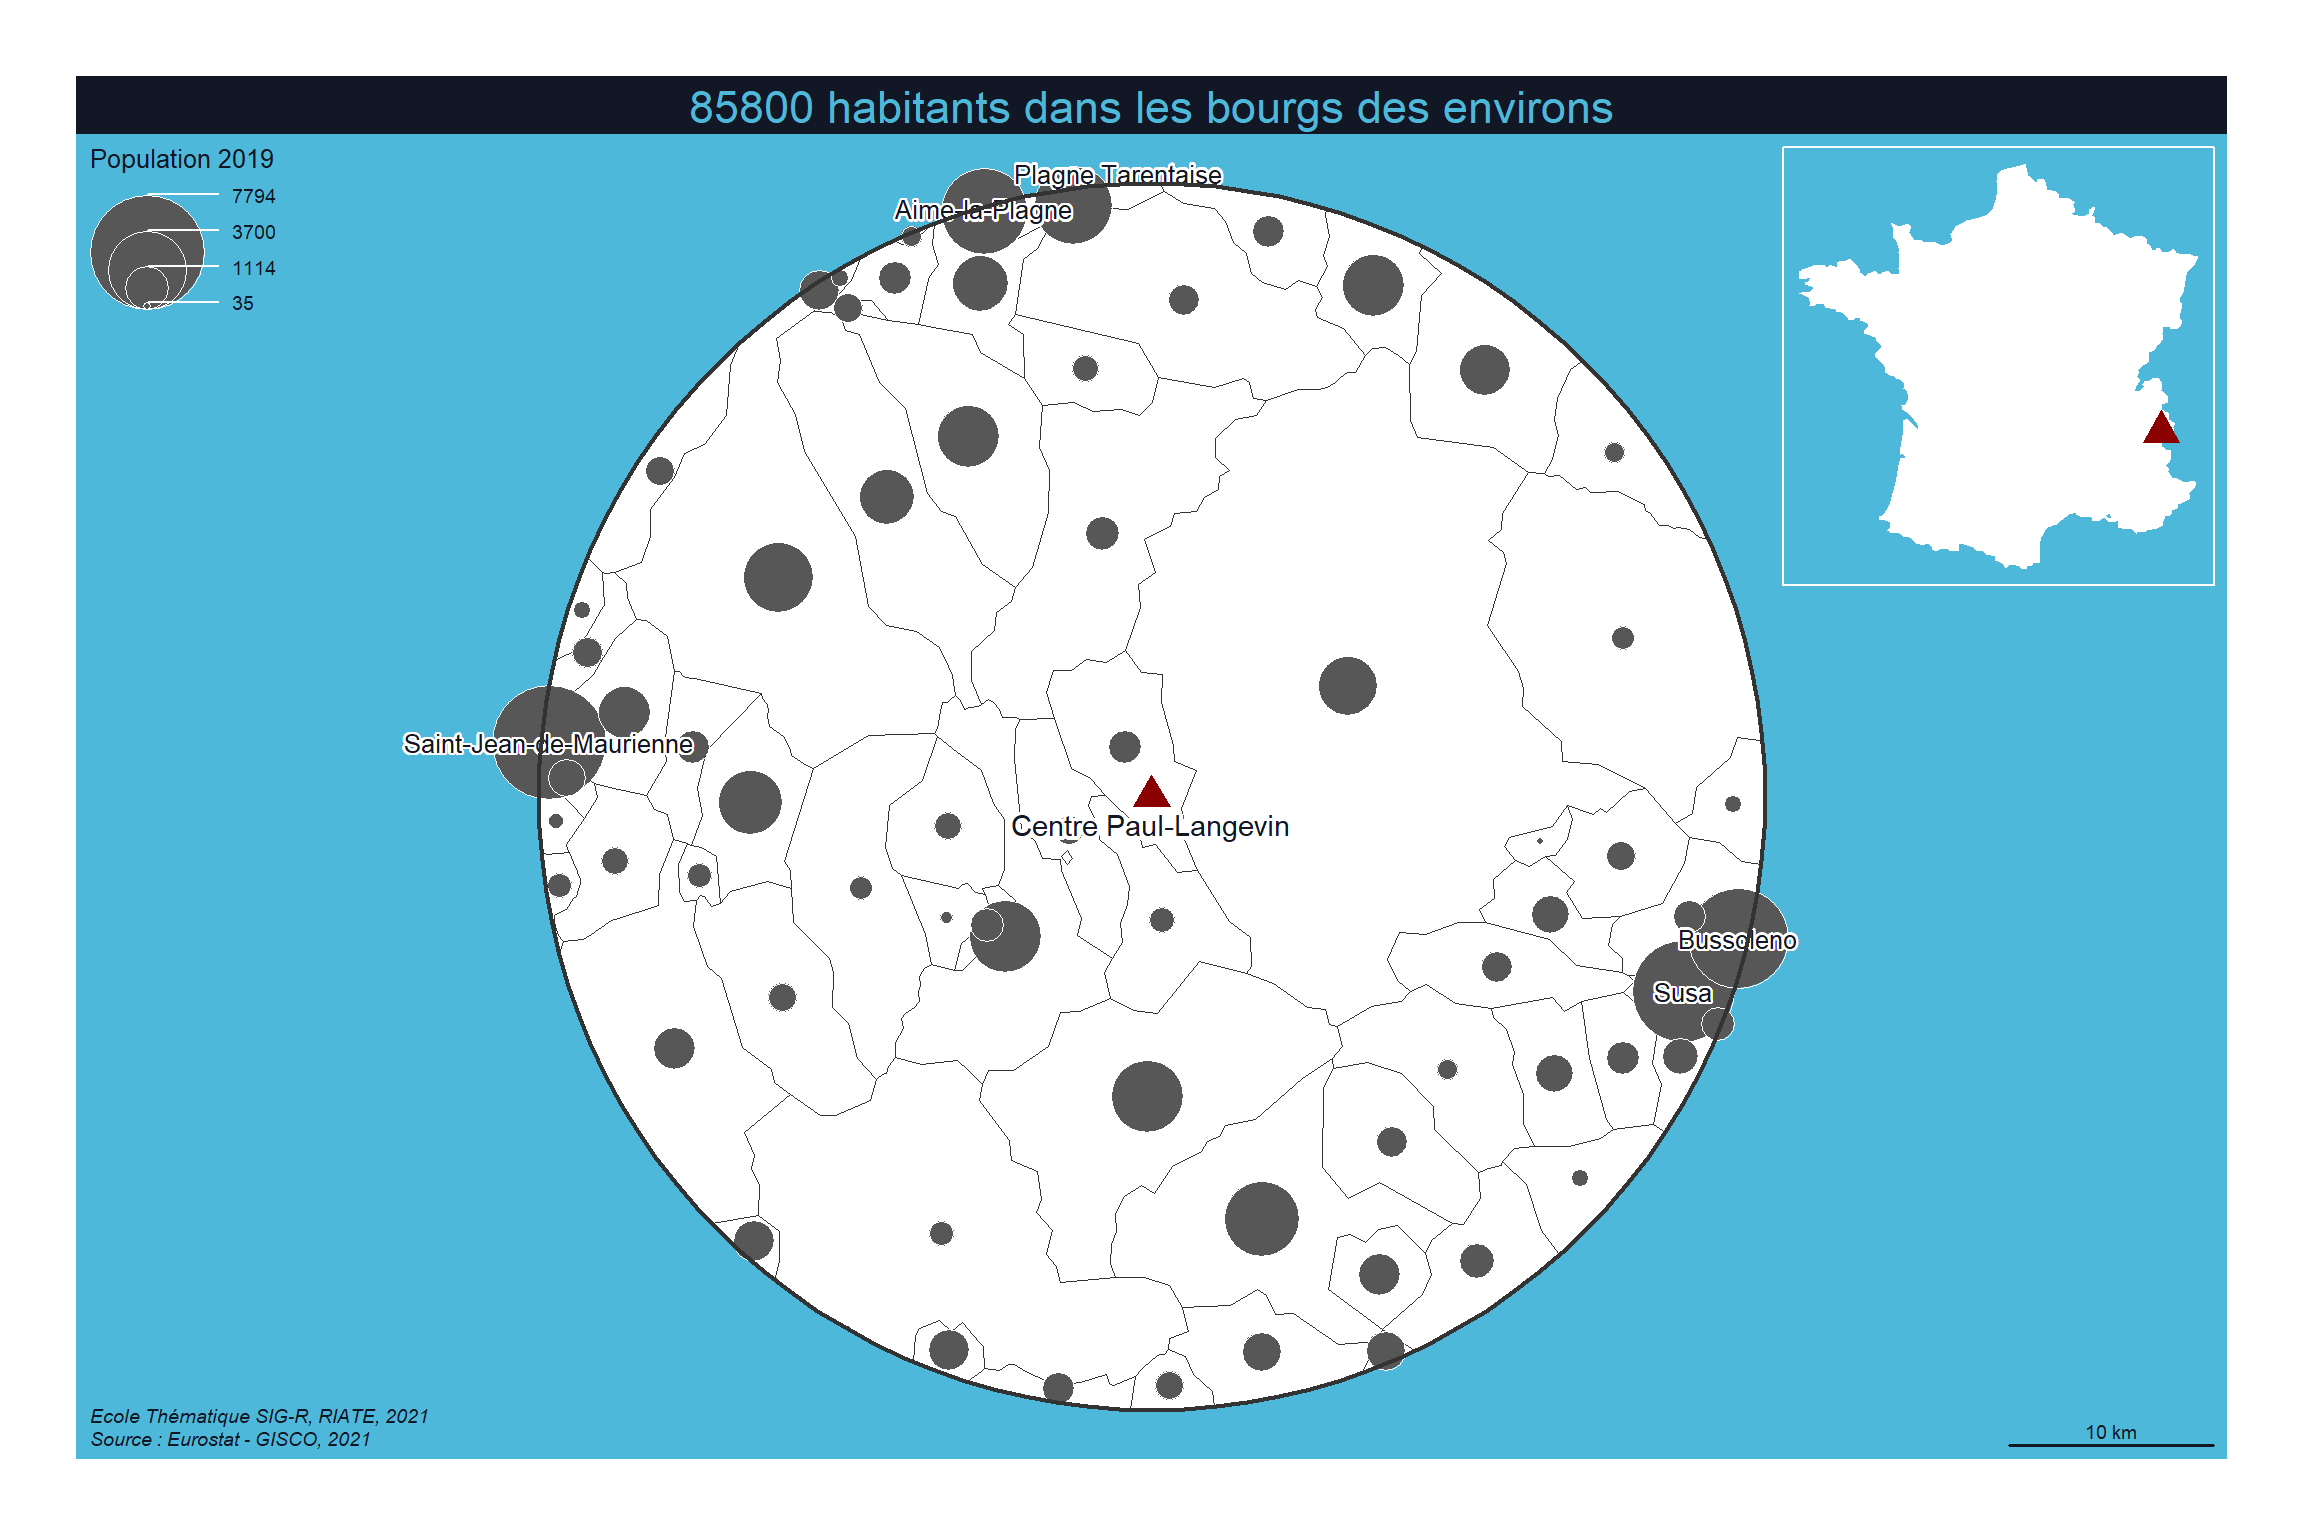 85800 habitants dans les bourgs des environs
Population 2019
7794
3700
1114
35
Plagne Tarentaise
Aime-la-Plagne
Saint-Jean-de-Maurienne
Centre Paul-Langevin
Bussoleno
Susa
Ecole Thématique SIG-R, RIATE, 2021
Source : Eurostat - GISCO, 2021
10 km